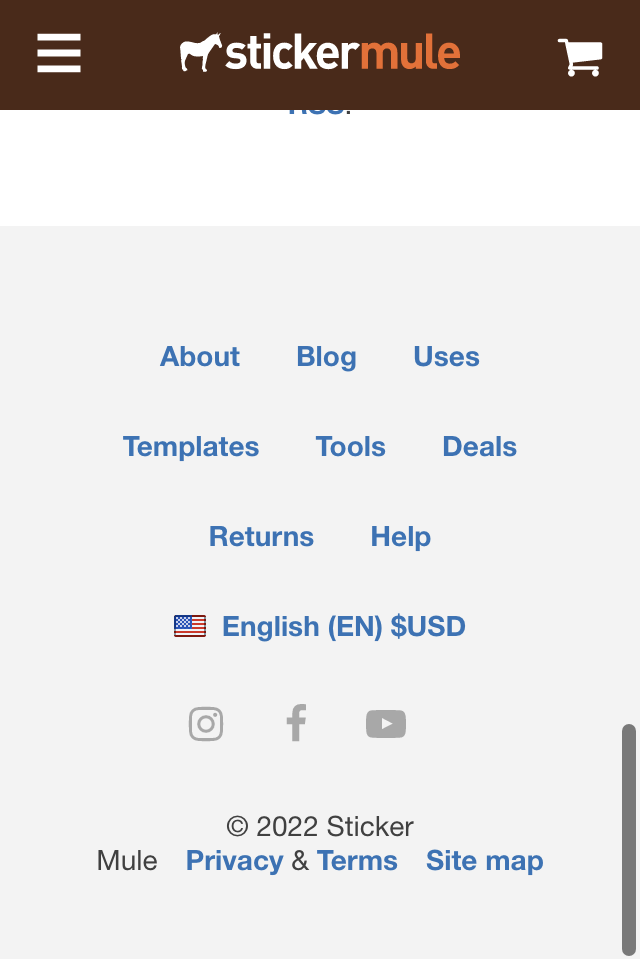 stickermule
About Blog Uses
Templates Tools Deals
Returns Help
English (EN) $USD
© 2022 Sticker
Mule Privacy & Terms Site map